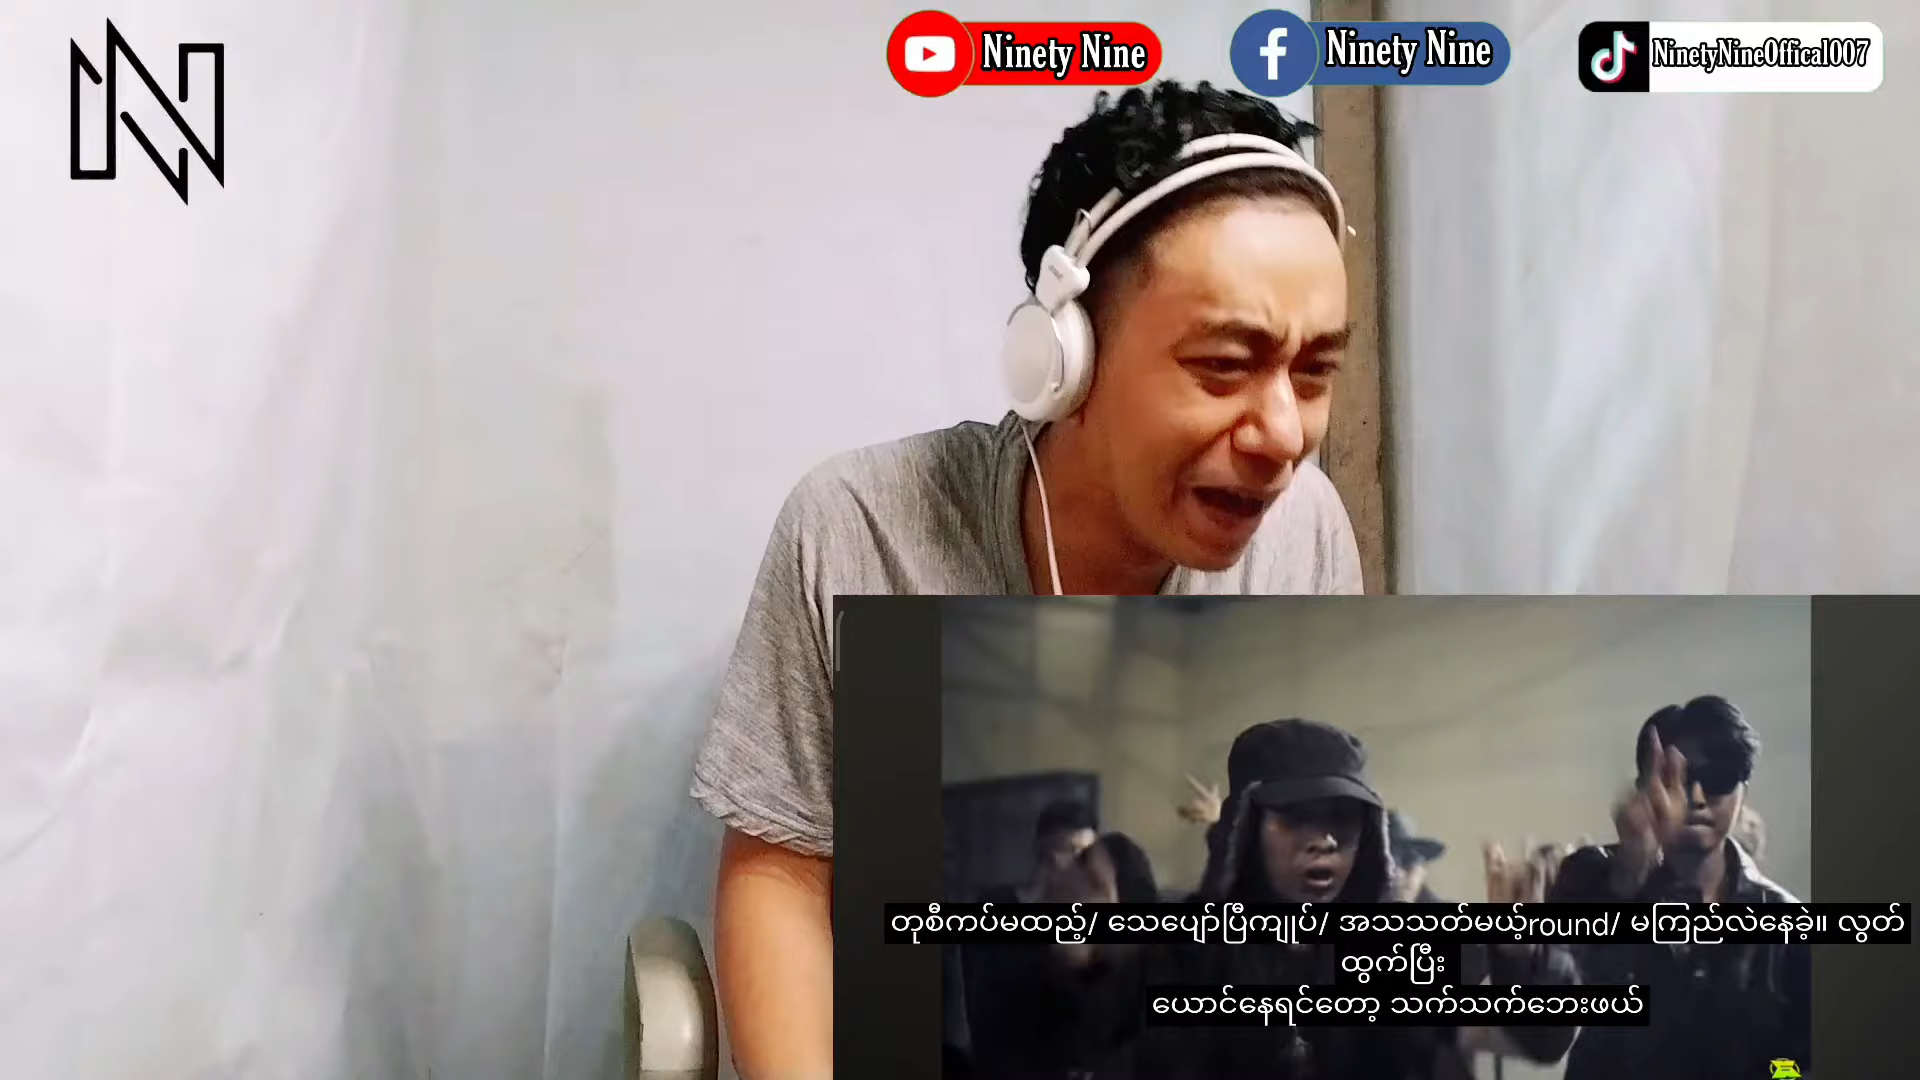 Ninety Nine
Ninety Nine
NinetyNineOffical007
တုစီကပ်မထည့်/ သေပျော်ပြီကျုပ်/ အသသတ်မယ့်round/ မကြည်လဲနေခဲ့။ လွတ်
ထွက်ပြီး
ယောင်နေရင်တော့ သက်သက်ဘေးဖယ်